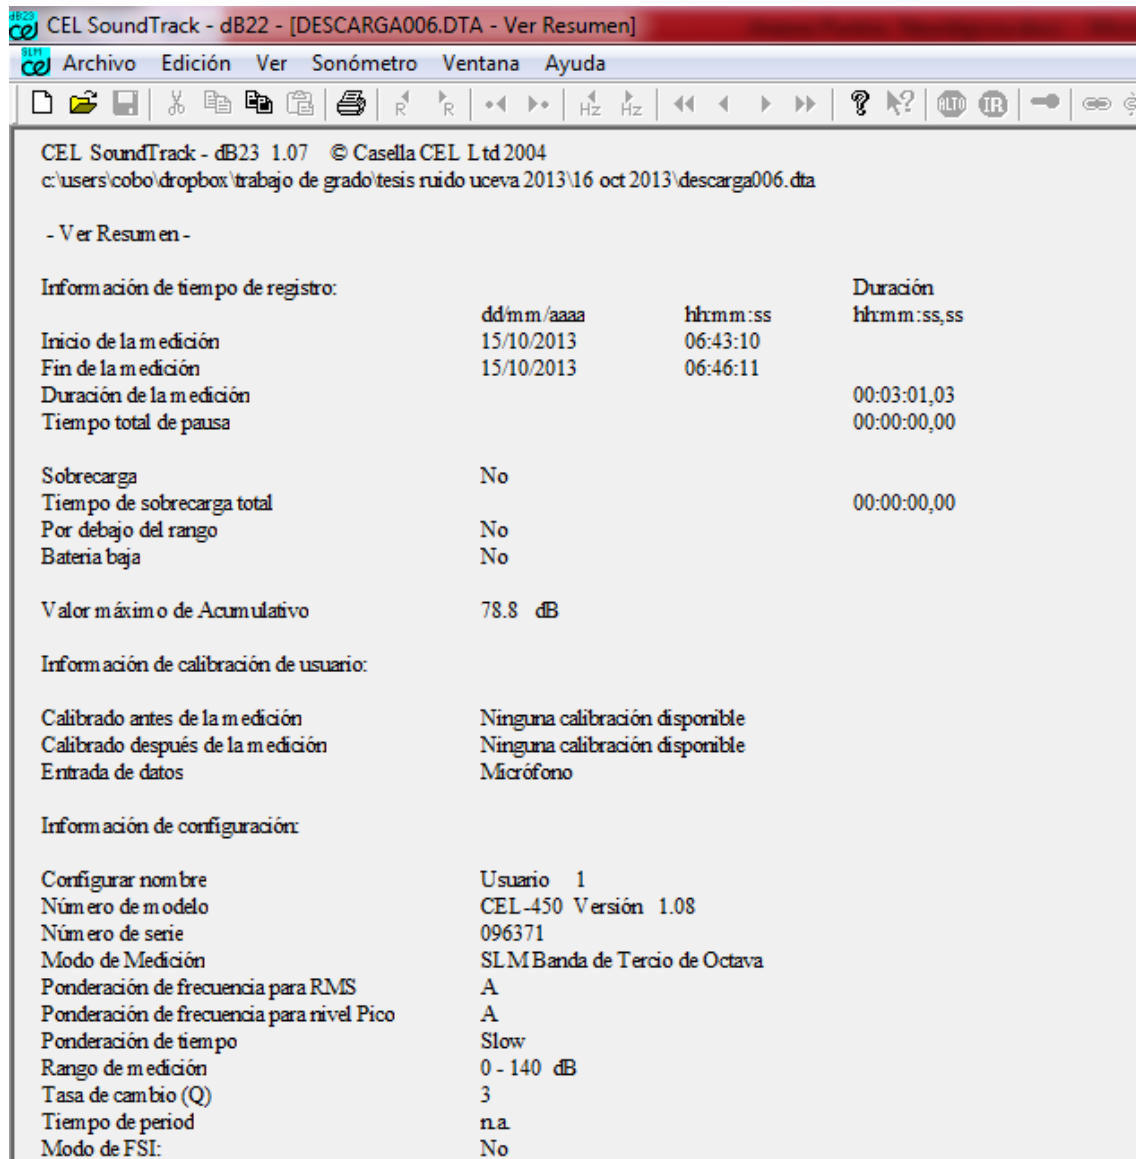 CEL SoundTrack - dB22 - [DESCARGA006.DTA - Ver Resumen]
Archivo Edición Ver Sonómetro Ventana Ayuda
CEL SoundTrack - dB23 1.07 © Casella CEL Ltd 2004
c:\users\cobo\dropbox\trabajo de grado\tesis ruido uceva 2013\16 oct 2013\descarga006.dta
- Ver Resumen -
Información de tiempo de registro: Duración
dd/mm/aaaa hh:mm:ss hh:mm:ss,ss
Inicio de la medición 15/10/2013 06:43:10
Fin de la medición 15/10/2013 06:46:11
Duración de la medición 00:03:01,03
Tiempo total de pausa 00:00:00,00
Sobrecarga No
Tiempo de sobrecarga total 00:00:00,00
Por debajo del rango No
Bateria baja No
Valor máximo de Acumulativo 78.8 dB
Información de calibración de usuario:
Calibrado antes de la medición Ninguna calibración disponible
Calibrado después de la medición Ninguna calibración disponible
Entrada de datos Micrófono
Información de configuración:
Configurar nombre Usuario 1
Número de modelo CEL-450 Versión 1.08
Número de serie 096371
Modo de Medición SLM Banda de Tercio de Octava
Ponderación de frecuencia para RMS A
Ponderación de frecuencia para nivel Pico A
Ponderación de tiempo Slow
Rango de medición 0 - 140 dB
Tasa de cambio (Q) 3
Tiempo de period n.a.
Modo de FSI: No